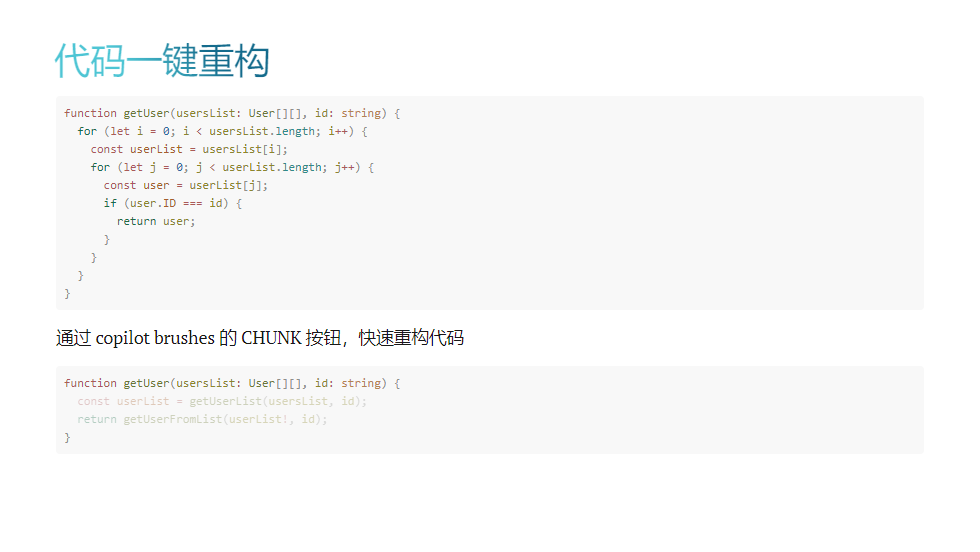 代码一键重构
function getUser(usersList: User[][], id: string) {
  for (let i = 0; i < usersList.length; i++) {
    const userList = usersList[i];
    for (let j = 0; j < userList.length; j++) {
      const user = userList[j];
      if (user.ID === id) {
        return user;
      }
    }
  }
}
通过 copilot brushes 的 CHUNK 按钮，快速重构代码
function getUser(usersList: User[][], id: string) {
  const userList = getUserList(usersList, id);
  return getUserFromList(userList!, id);
}